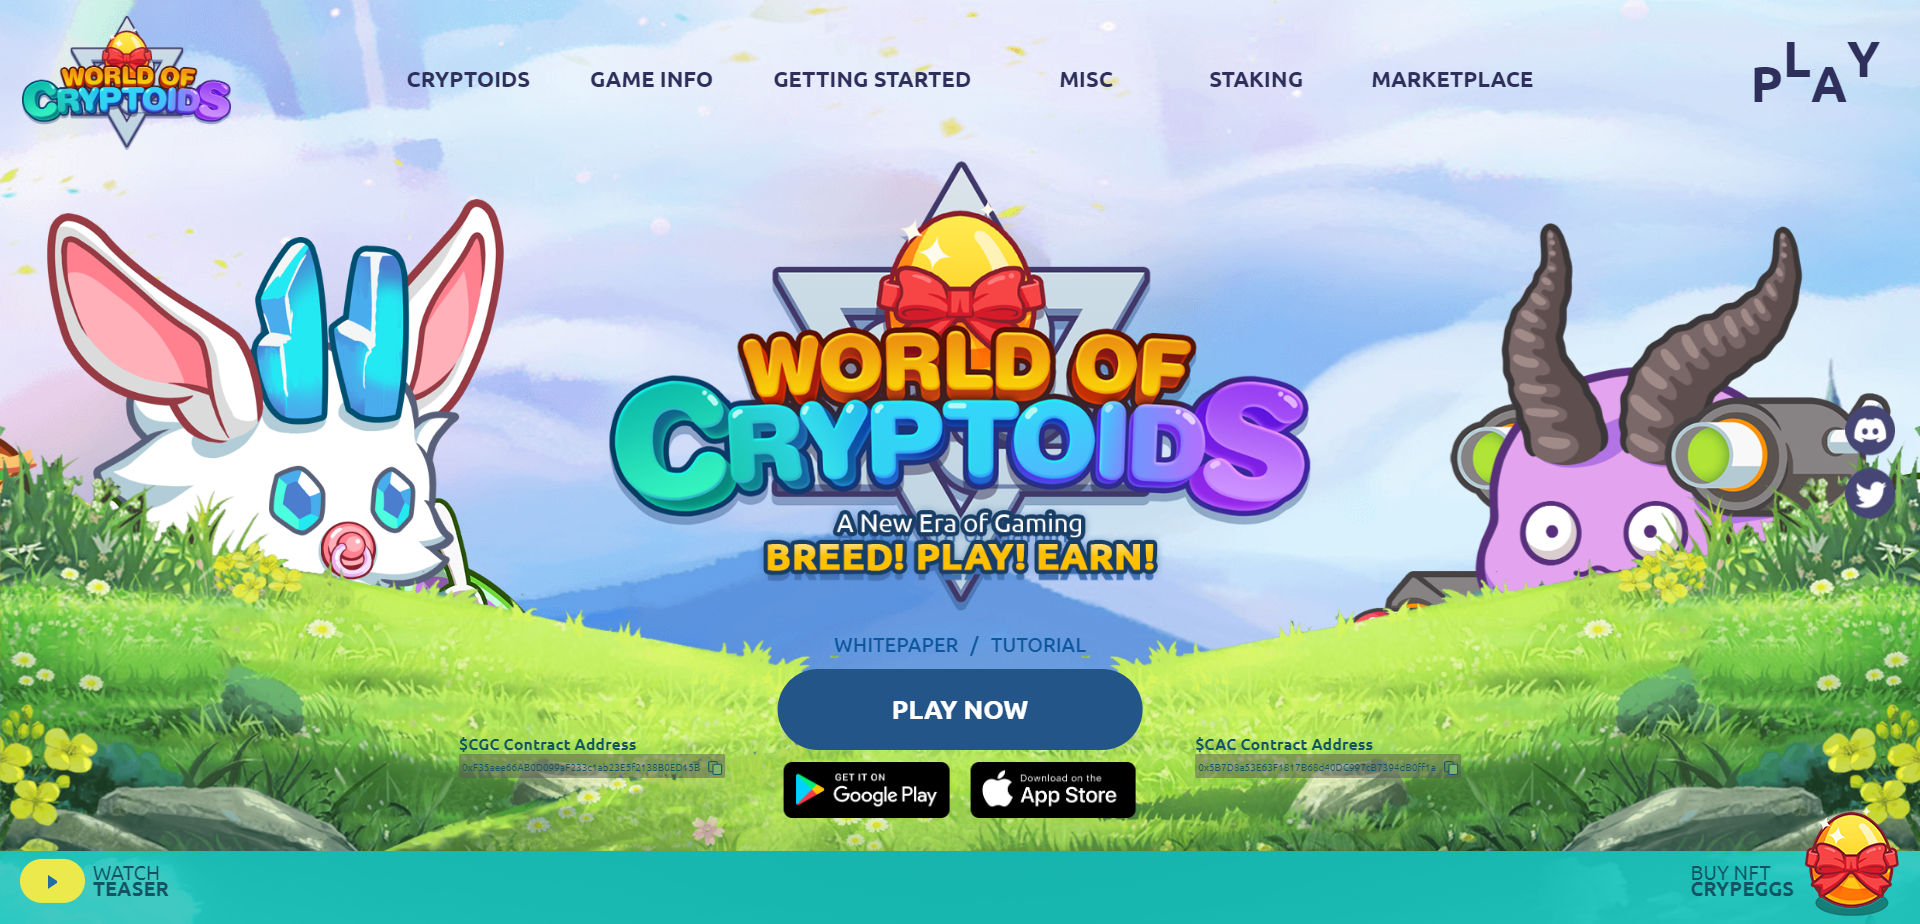 WORLD OF
CRYPTOIDS
CRYPTOIDS
GAME INFO
GETTING STARTED
MISC
STAKING
MARKETPLACE
PLAY
WORLD OF
CRYPTOIDS
A New Era of Gaming
BREED! PLAY! EARN!
WHITEPAPER / TUTORIAL
PLAY NOW
$CGC Contract Address
$CAC Contract Address
GET IT ON
Google Play
Download on the
App Store
WATCH
TEASER
BUY NFT
CRYPEGGS